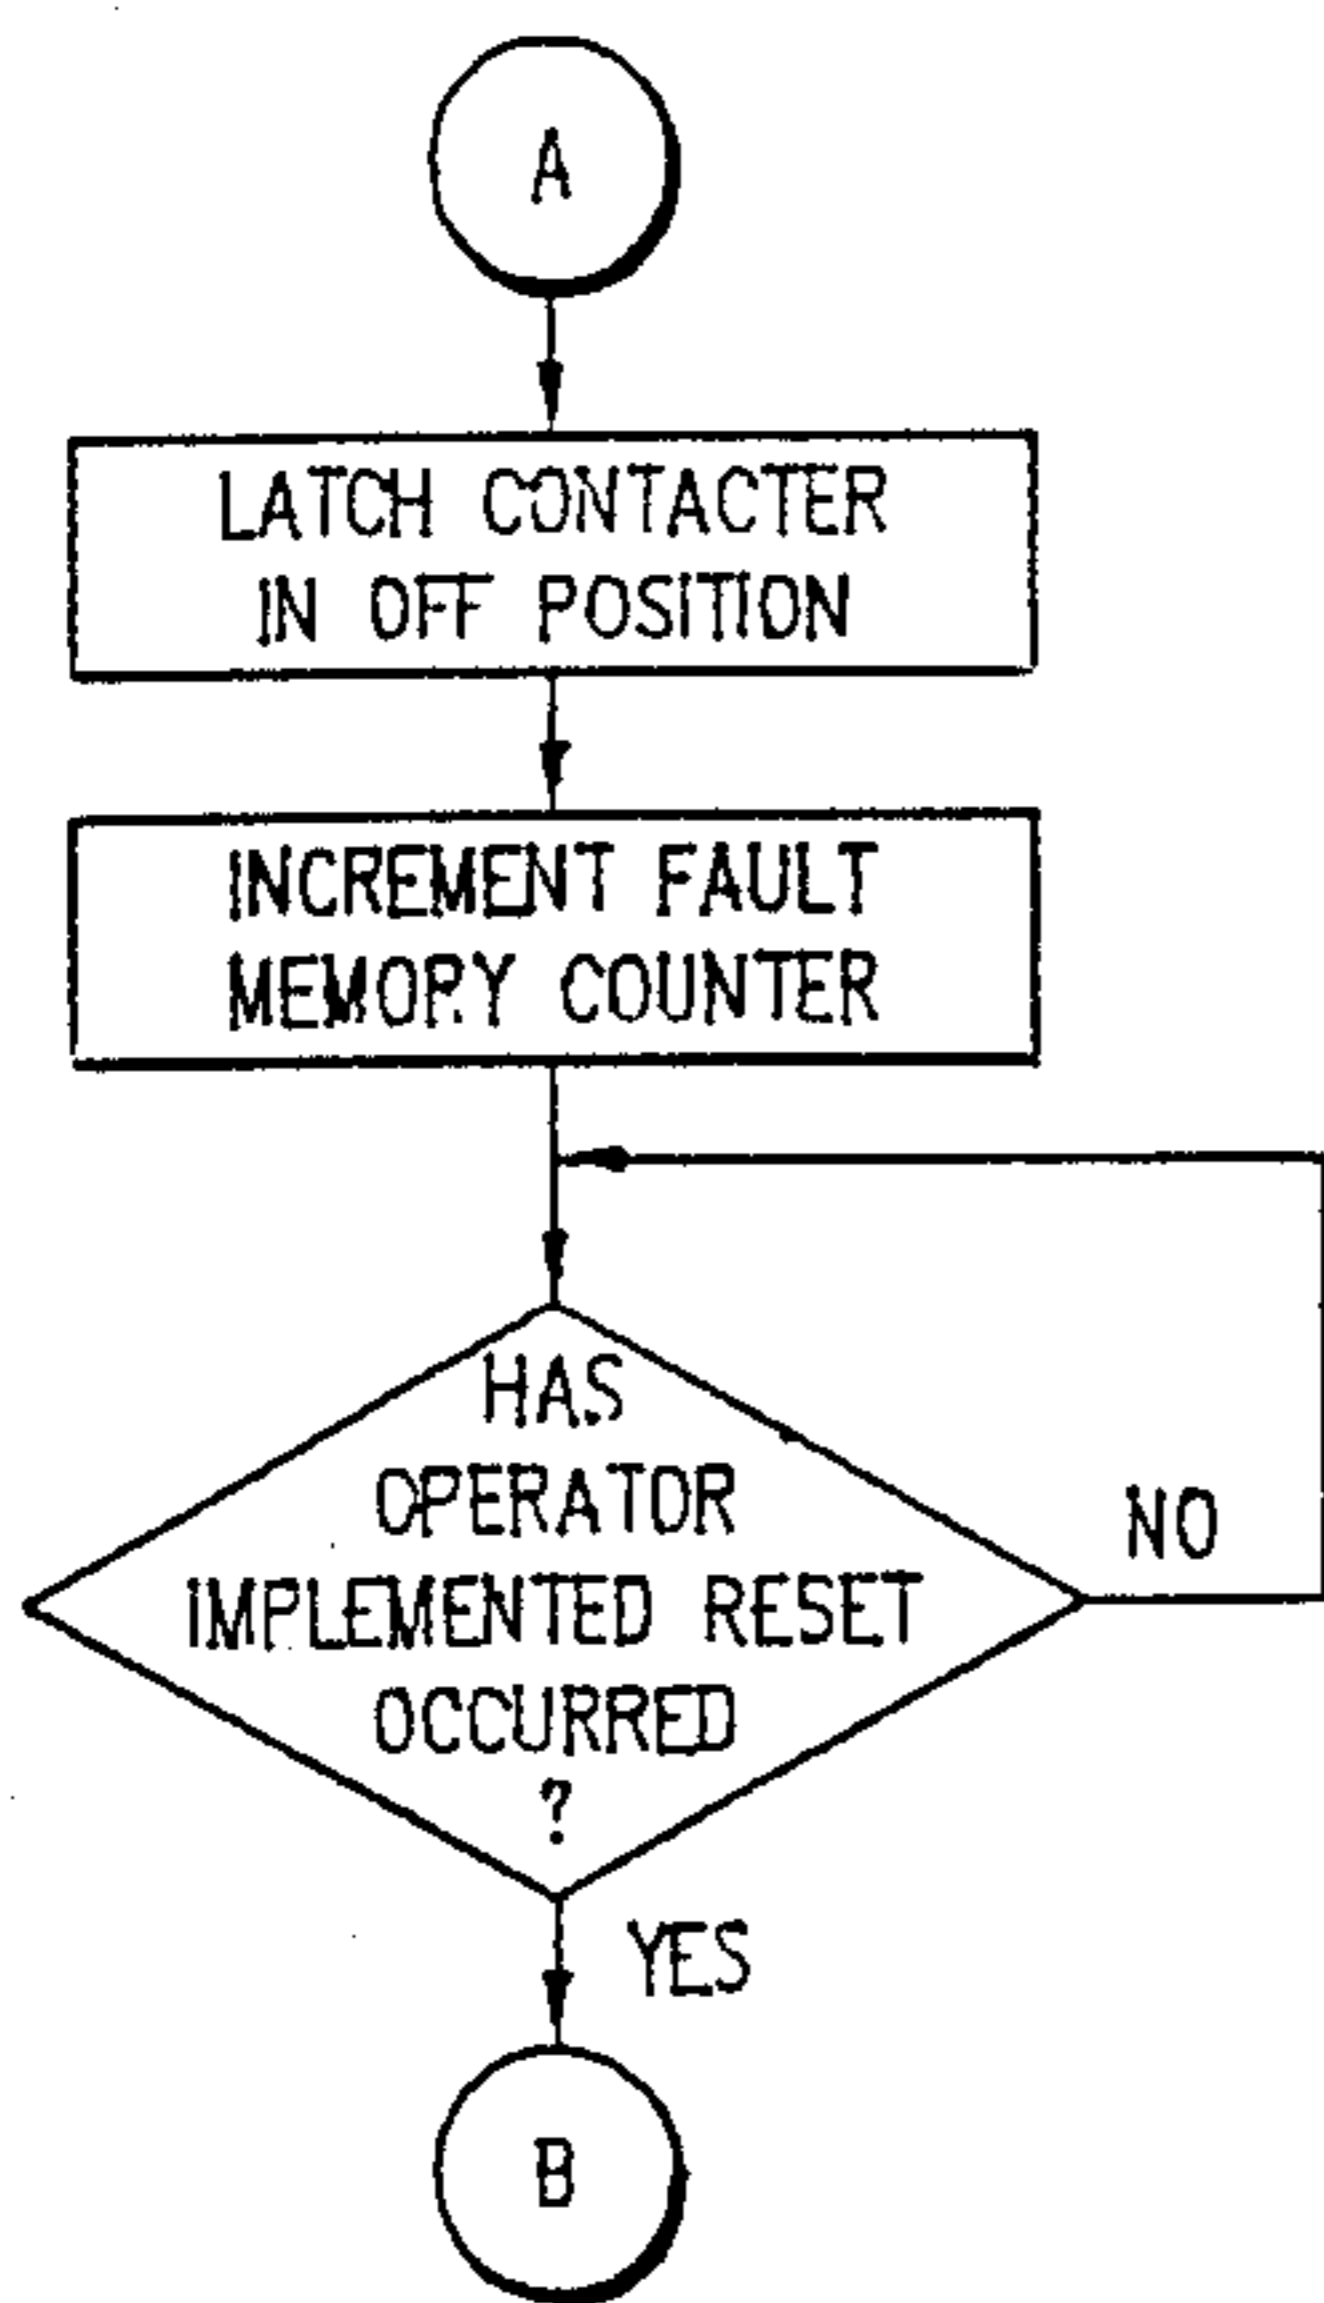 A
LATCH CONTACTER
IN OFF POSITION
INCREMENT FAULT
MEMORY COUNTER
HAS
OPERATOR
IMPLEMENTED RESET
OCCURRED
?
NO
YES
B